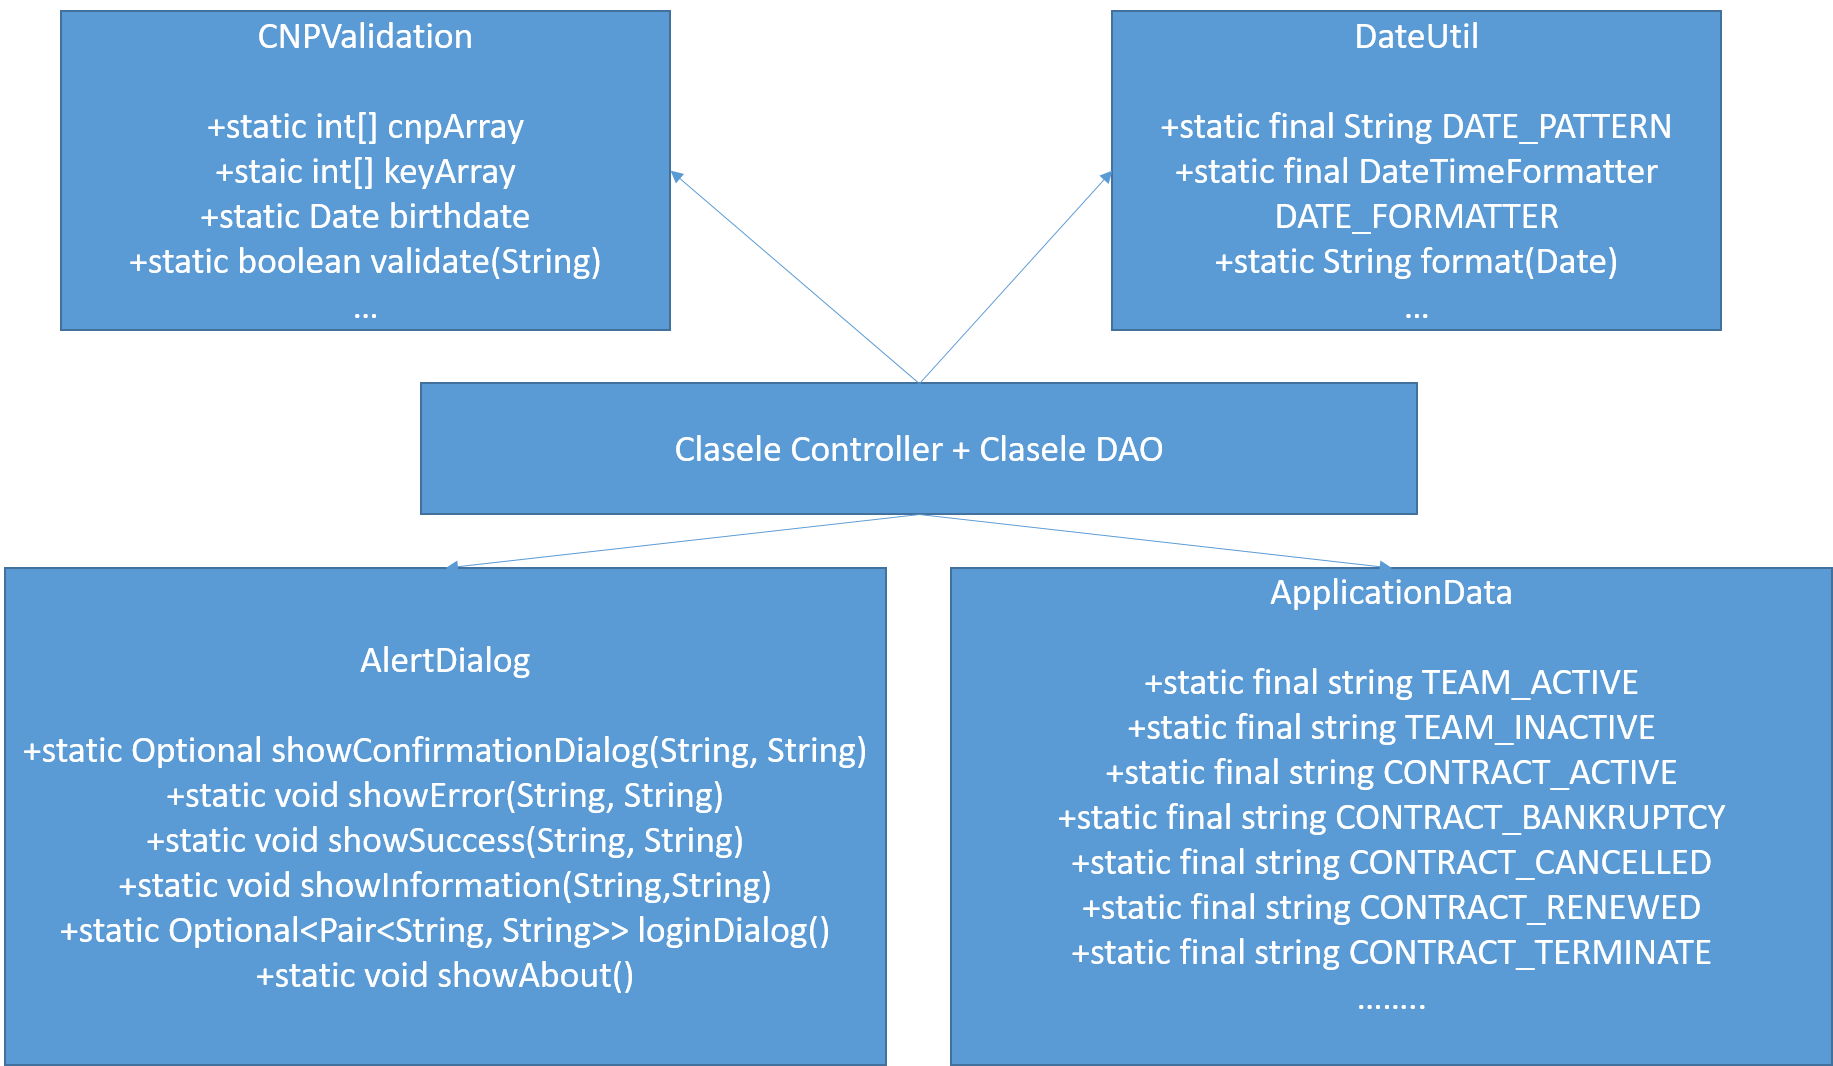 CNPValidation
+static int[] cnpArray
+staic int[] keyArray
+static Date birthdate
+static boolean validate(String)
...
DateUtil
+static final String DATE_PATTERN
+static final DateTimeFormatter
DATE_FORMATTER
+static String format(Date)
...
Clasele Controller + Clasele DAO
AlertDialog
+static Optional showConfirmationDialog(String, String)
+static void showError(String, String)
+static void showSuccess(String, String)
+static void showInformation(String,String)
+static Optional<Pair<String, String>> loginDialog()
+static void showAbout()
ApplicationData
+static final string TEAM_ACTIVE
+static final string TEAM_INACTIVE
+static final string CONTRACT_ACTIVE
+static final string CONTRACT_BANKRUPTCY
+static final string CONTRACT_CANCELLED
+static final string CONTRACT_RENEWED
+static final string CONTRACT_TERMINATE
........